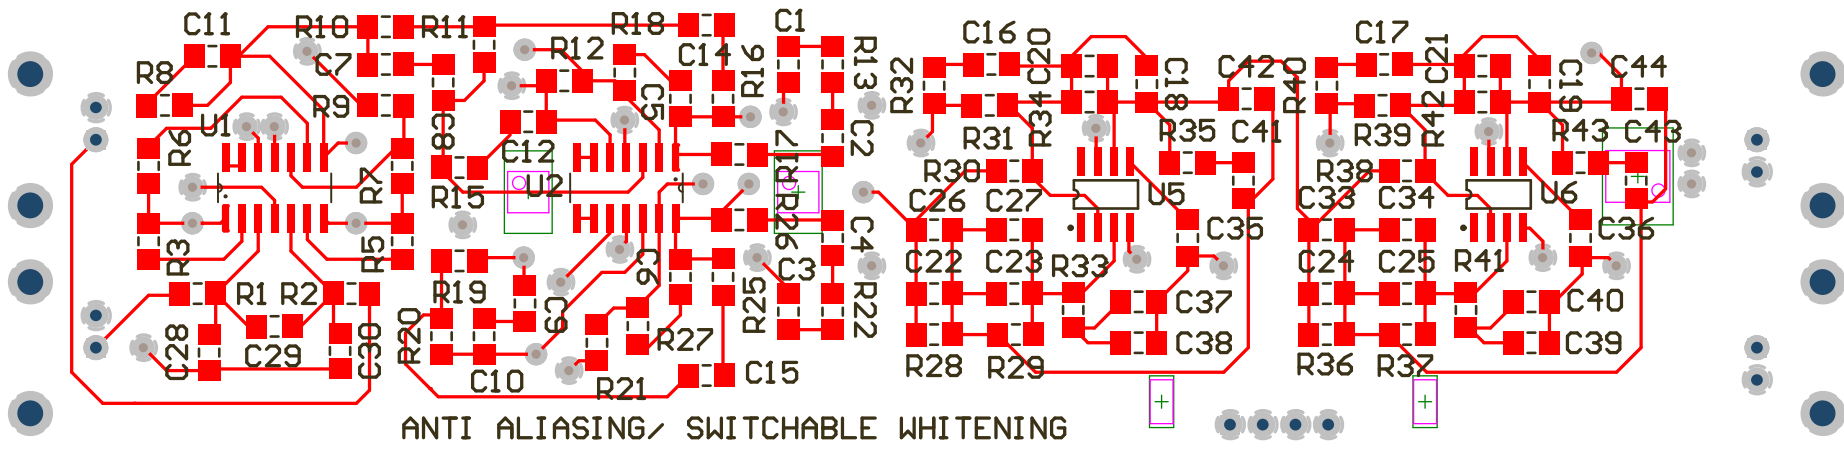 C11 R10 R11 R18 C1 C16 C20 C17 C21
R8 C7 R12 C14 R16 R13 R32 C18 C42 R40 C19 C44
R9 C5
U1 R6 C8 C12 C2 R31 R34 R35 C41 R39 R42 R43 C43
R7 R15 U2 R17 R30 U5 R38 U6
R26 C26 C27 C33 C34
R3 R5 C6 C4 C35 C36
R19 C3 C22 C23 R33 C24 C25 R41
R1 R2 C9 R25 R22 C37 C40
C28 C29 C30 R20 R27 C38 C39
C10 R21 C15 R28 R29 R36 R37
ANTI ALIASING/ SWITCHABLE WHITENING